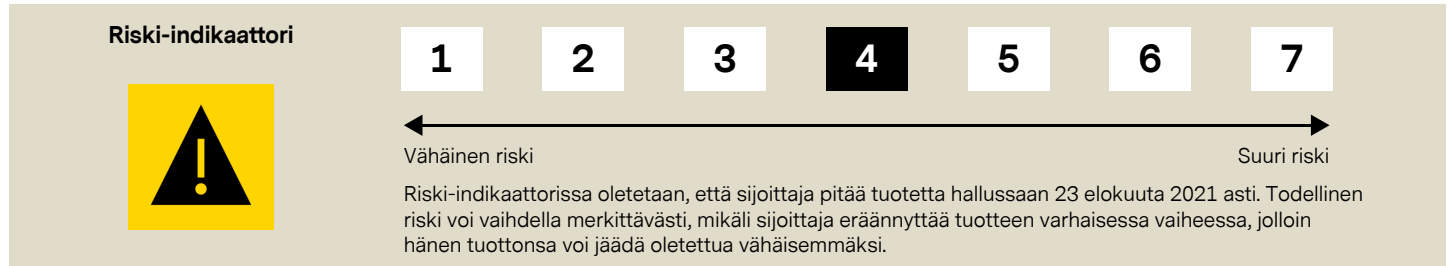 Riski-indikaattori
1 2 3 4 5 6 7
Vähäinen riski Suuri riski
Riski-indikaattorissa oletetaan, että sijoittaja pitää tuotetta hallussaan 23 elokuuta 2021 asti. Todellinen
riski voi vaihdella merkittävästi, mikäli sijoittaja eräännyttää tuotteen varhaisessa vaiheessa, jolloin
hänen tuottonsa voi jäädä oletettua vähäisemmäksi.